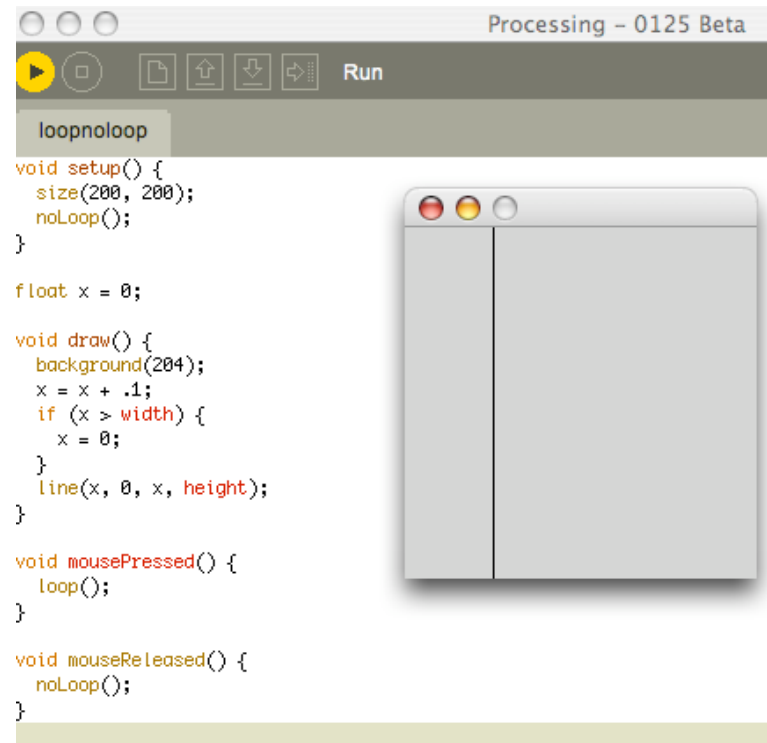 Processing – 0125 Beta
Run
loopnoloop
void setup() {
  size(200, 200);
  noLoop();
}

float x = 0;

void draw() {
  background(204);
  x = x + .1;
  if (x > width) {
    x = 0;
  }
  line(x, 0, x, height);
}

void mousePressed() {
  loop();
}

void mouseReleased() {
  noLoop();
}